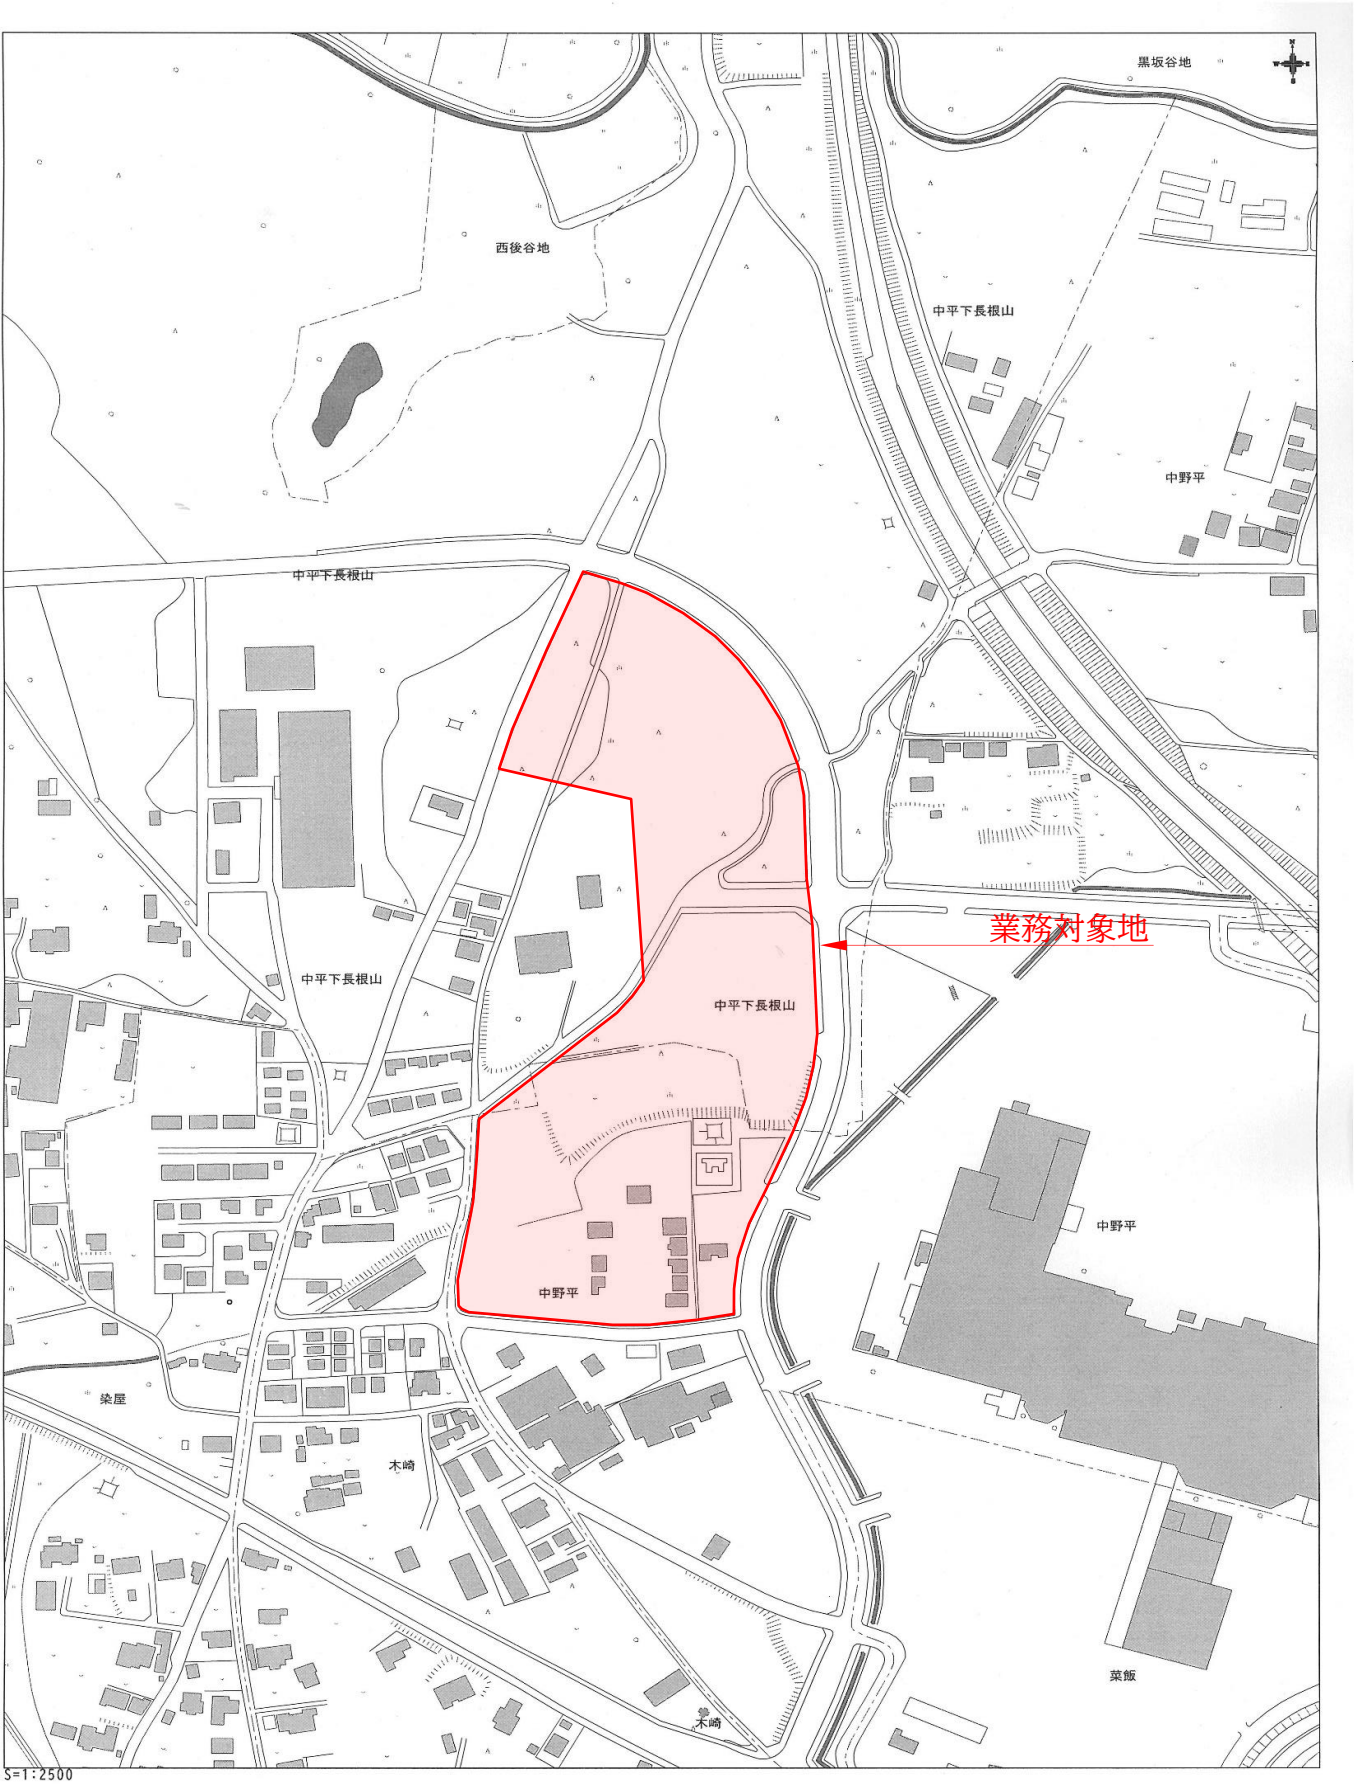 黒坂谷地
N
W E
S
西後谷地
中平下長根山
中野平
中平下長根山
業務対象地
中平下長根山
中平下長根山
中野平
中野平
染屋
木崎
菜飯
木崎
S=1:2500